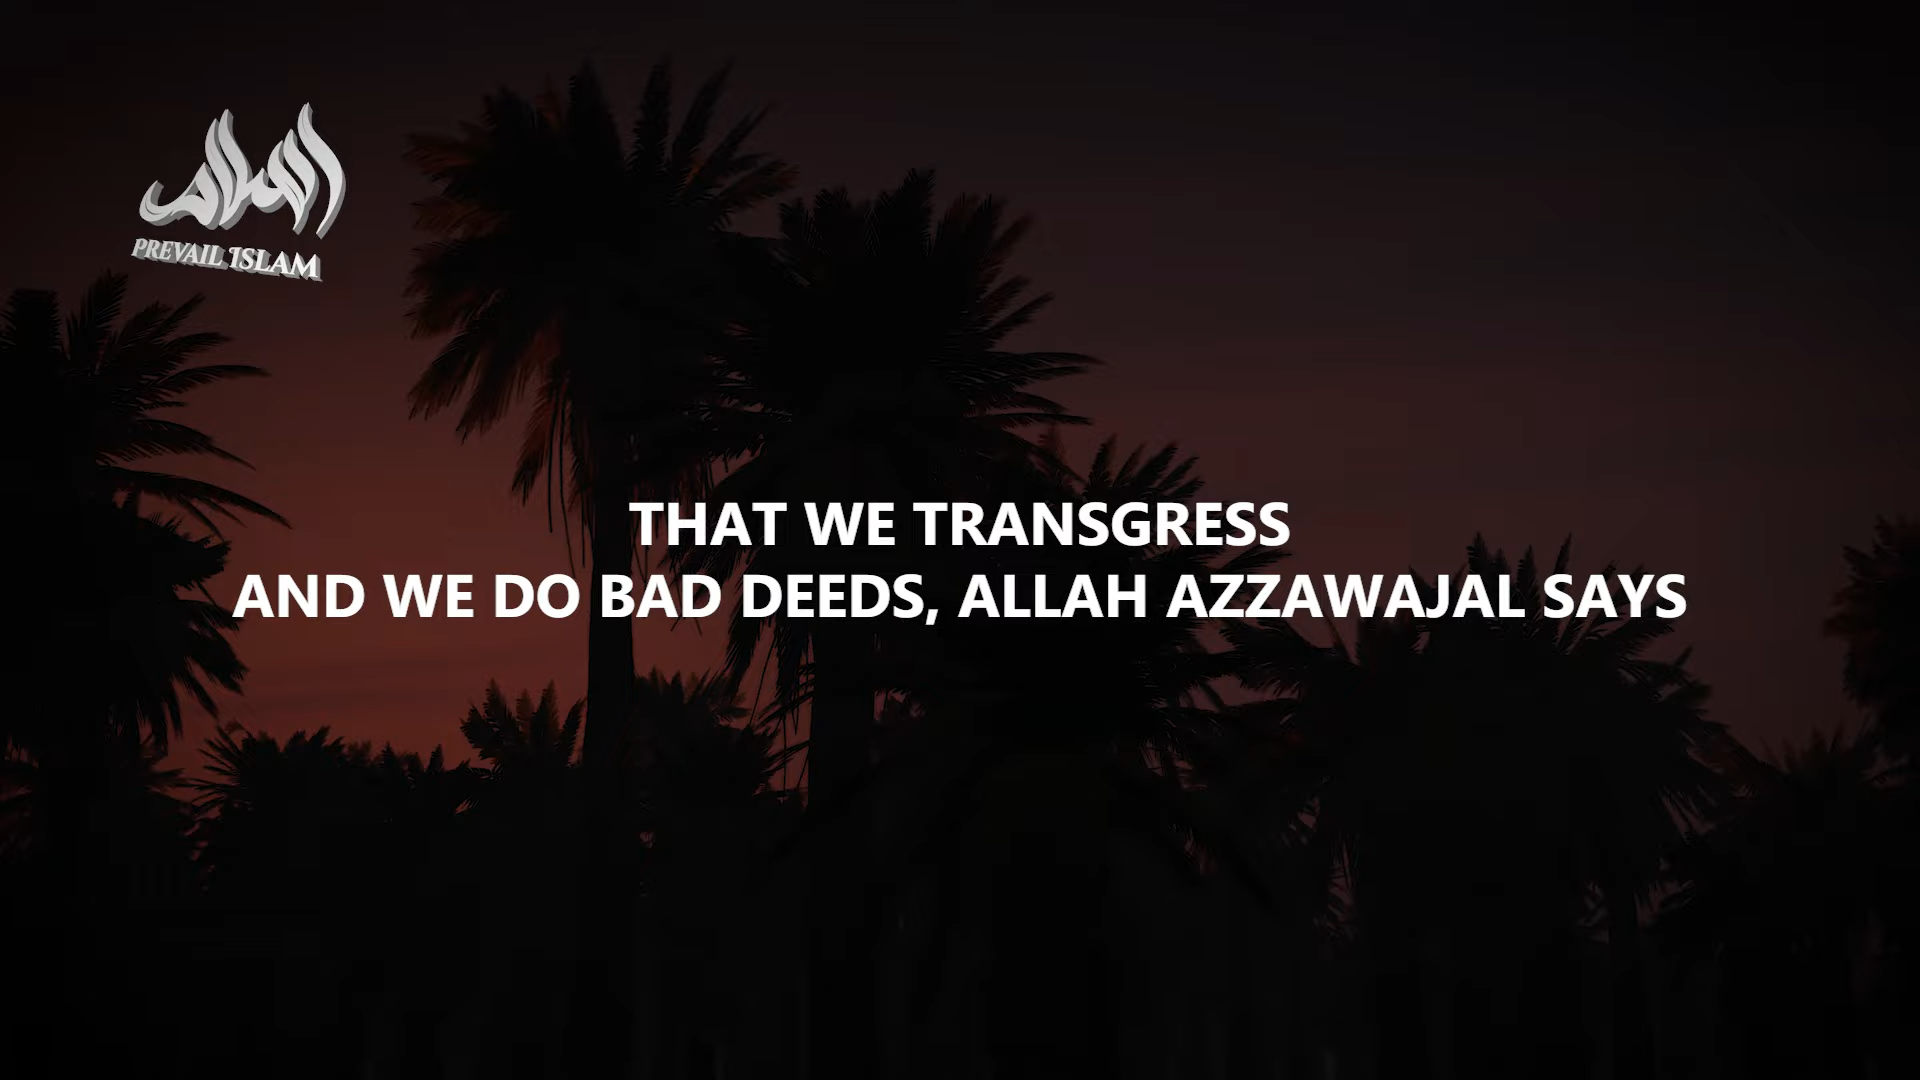 PREVAIL ISLAM
THAT WE TRANSGRESS
AND WE DO BAD DEEDS, ALLAH AZZAWAJAL SAYS